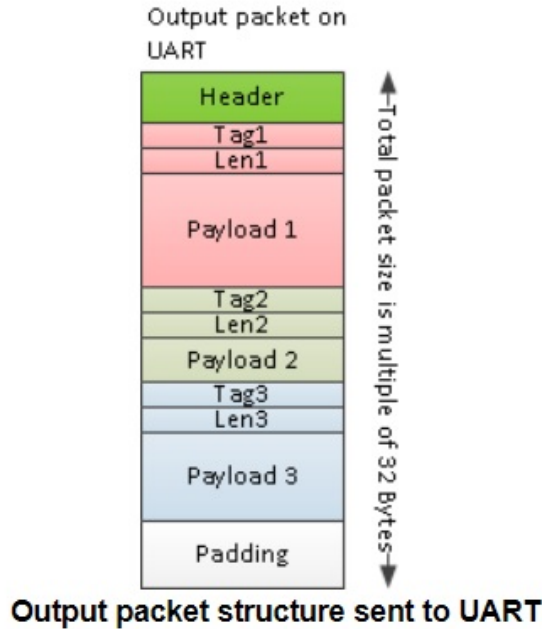 Output packet on
UART
Header
Tag1
Len1
Payload 1
Tag2
Len2
Payload 2
Tag3
Len3
Payload 3
Padding
Total packet size is multiple of 32 Bytes
Output packet structure sent to UART